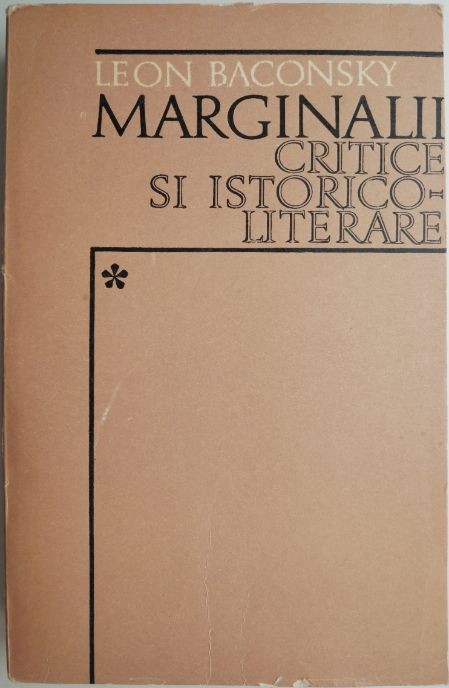 LEON BACONSKY
MARGINALII
CRITICE
SI ISTORICO-
LITERARE
*